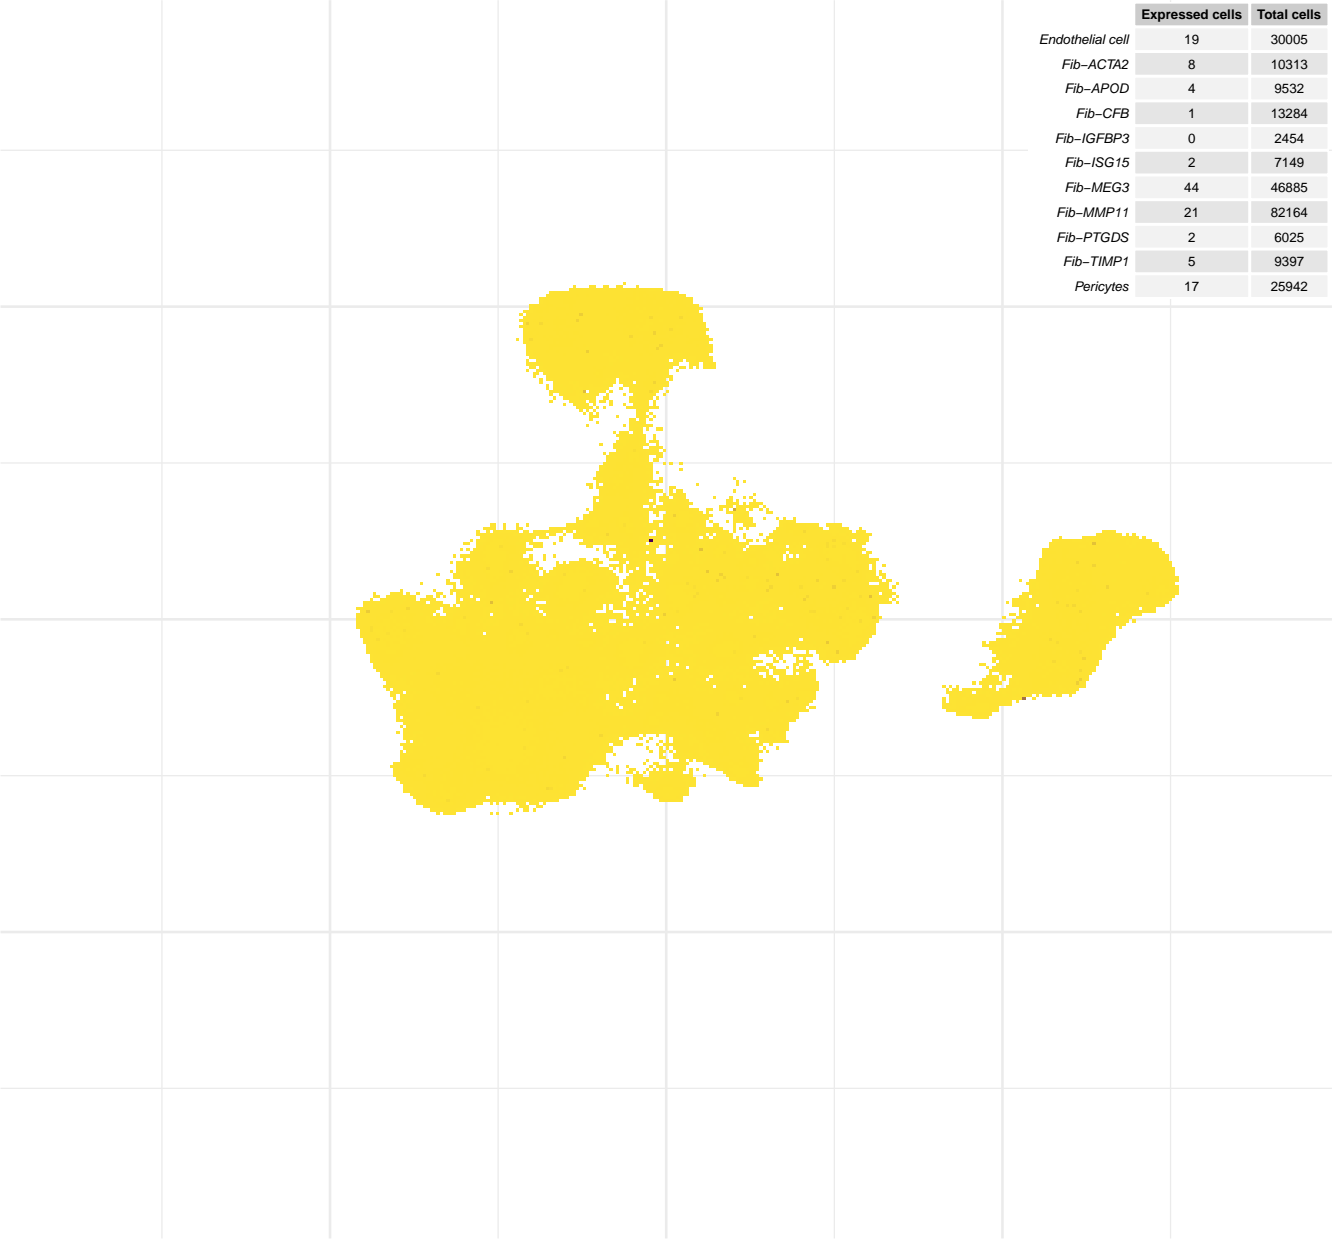 Expressed cells Total cells
Endothelial cell 19 30005
Fib−ACTA2 8 10313
Fib−APOD 4 9532
Fib−CFB 1 13284
Fib−IGFBP3 0 2454
Fib−ISG15 2 7149
Fib−MEG3 44 46885
Fib−MMP11 21 82164
Fib−PTGDS 2 6025
Fib−TIMP1 5 9397
Pericytes 17 25942